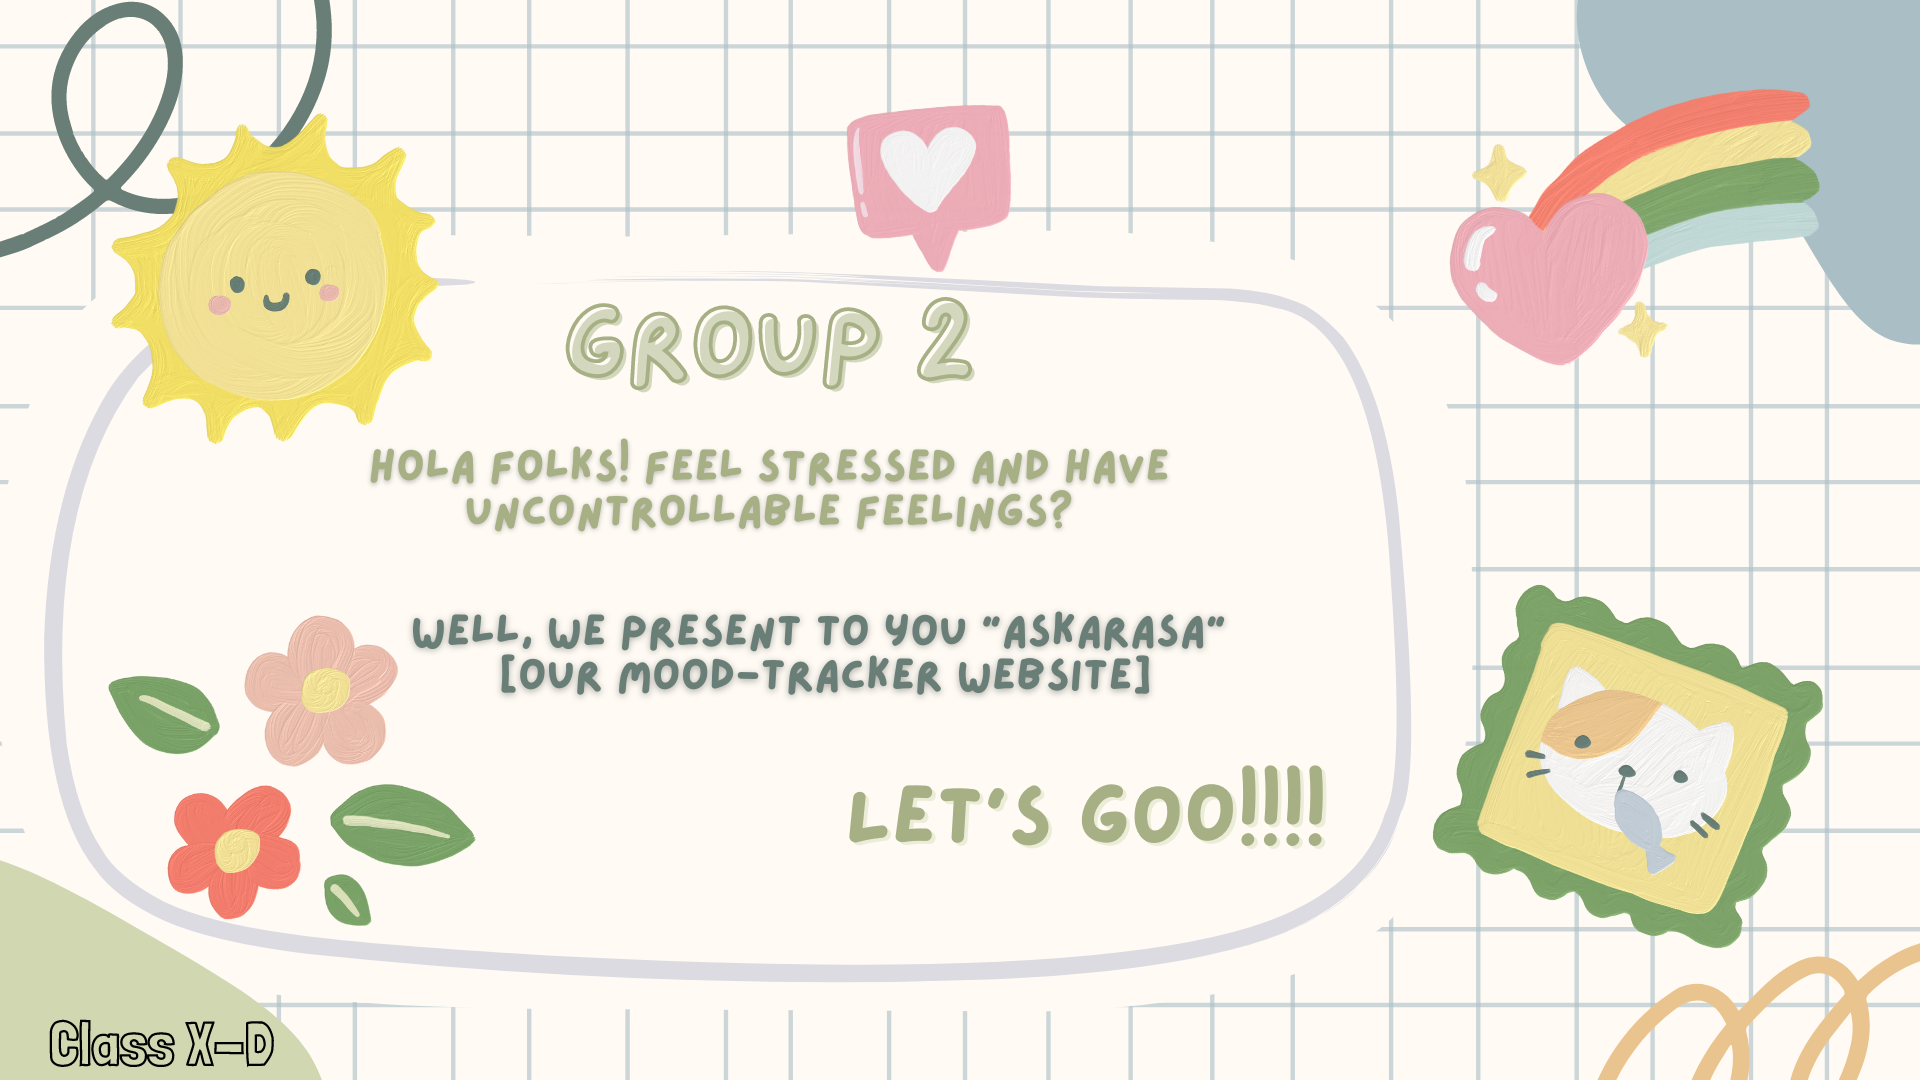 GROUP 2
HOLA FOLKS! FEEL STRESSED AND HAVE
UNCONTROLLABLE FEELINGS?
WELL, WE PRESENT TO YOU "ASKARASA"
[OUR MOOD-TRACKER WEBSITE]
LET'S GOO!!!!
Class X-D